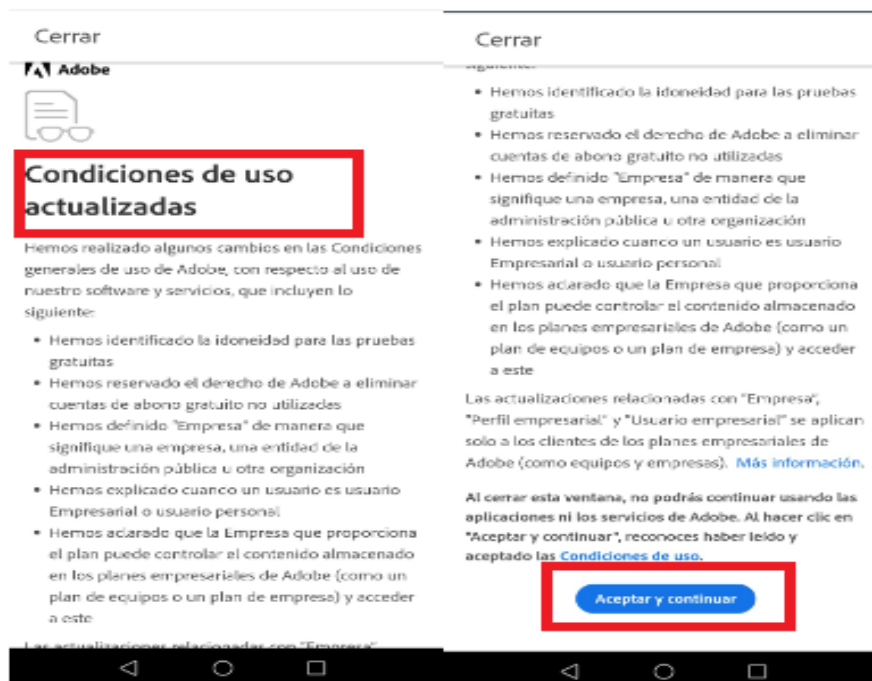 Cerrar
Adobe
Condiciones de uso
actualizadas
Hemos realizado algunos cambios en las Condiciones
generales de uso de Adobe, con respecto al uso de
nuestro software y servicios, que incluyen lo
siguiente:
• Hemos identificado la idoneidad para las pruebas
gratuitas
• Hemos reservado el derecho de Adobe a eliminar
cuentas de abono gratuito no utilizadas
• Hemos definido "Empresa" de manera que
signifique una empresa, una entidad de la
administración pública u otra organización
• Hemos explicado cuando un usuario es usuario
Empresarial o usuario personal
• Hemos aclarado que la Empresa que proporciona
el plan puede controlar el contenido almacenado
en los planes empresariales de Adobe (como un
plan de equipos o un plan de empresa) y acceder
a este
Las actualizaciones relacionadas con "Empresa",
Cerrar
siguiente:
• Hemos identificado la idoneidad para las pruebas
gratuitas
• Hemos reservado el derecho de Adobe a eliminar
cuentas de abono gratuito no utilizadas
• Hemos definido "Empresa" de manera que
signifique una empresa, una entidad de la
administración pública u otra organización
• Hemos explicado cuando un usuario es usuario
Empresarial o usuario personal
• Hemos aclarado que la Empresa que proporciona
el plan puede controlar el contenido almacenado
en los planes empresariales de Adobe (como un
plan de equipos o un plan de empresa) y acceder
a este
Las actualizaciones relacionadas con "Empresa",
"Perfil empresarial" y "Usuario empresarial" se aplican
solo a los clientes de los planes empresariales de
Adobe (como equipos y empresas). Más información.
Al cerrar esta ventana, no podrás continuar usando las
aplicaciones ni los servicios de Adobe. Al hacer clic en
"Aceptar y continuar", reconoces haber leído y
aceptado las Condiciones de uso.
Aceptar y continuar